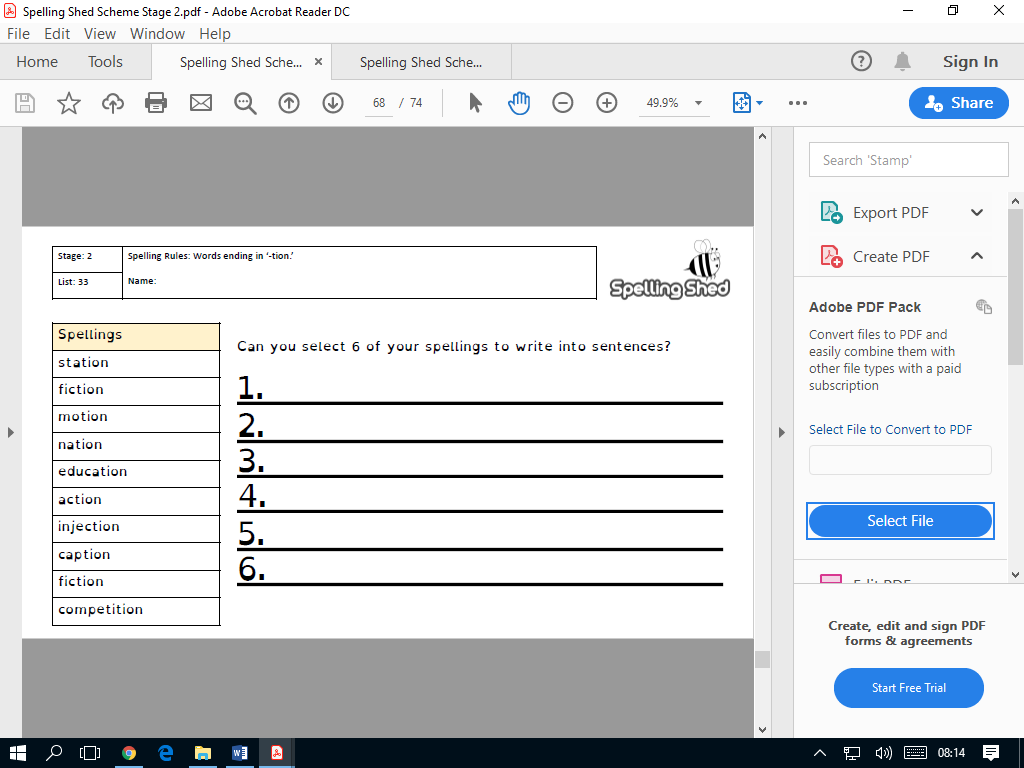 Spelling Shed Scheme Stage 2.pdf - Adobe Acrobat Reader DC
File Edit View Window Help
Home Tools Spelling Shed Sche... × Spelling Shed Sche... ? Sign In
68 / 74 49.9% Share
Search 'Stamp'
Export PDF
Create PDF
Adobe PDF Pack
Convert files to PDF and
easily combine them with
other file types with a paid
subscription
Select File to Convert to PDF
Select File
Edit PDF
Create, edit and sign PDF
forms & agreements
Start Free Trial
Stage: 2
Spelling Rules: Words ending in ‘-tion.’
List: 33
Name:
Spelling Shed
Spellings
station
fiction
motion
nation
education
action
injection
caption
fiction
competition
Can you select 6 of your spellings to write into sentences?
1.
2.
3.
4.
5.
6.
08:14